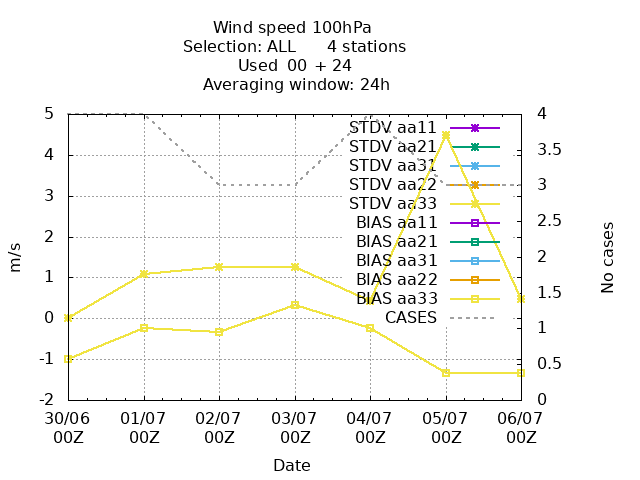 Wind speed 100hPa
Selection: ALL 4 stations
Used 00 + 24
Averaging window: 24h
5
4
3
2
1
0
-1
-2
m/s
STDV aa11
STDV aa21
STDV aa31
STDV aa22
STDV aa33
BIAS aa11
BIAS aa21
BIAS aa31
BIAS aa22
BIAS aa33
CASES
4
3.5
3
2.5
2
1.5
1
0.5
0
No cases
30/06 01/07 02/07 03/07 04/07 05/07 06/07
00Z 00Z 00Z 00Z 00Z 00Z 00Z
Date